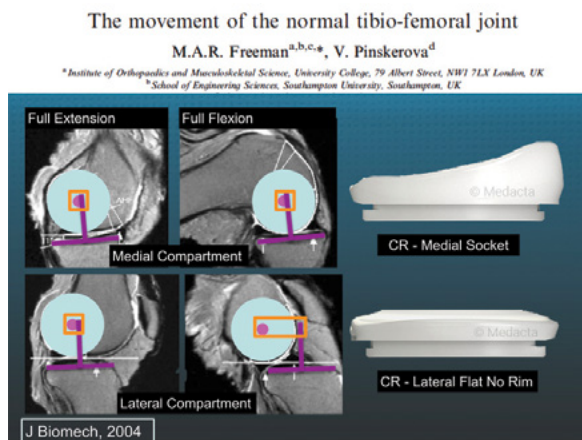 The movement of the normal tibio-femoral joint
M.A.R. Freeman a,b,c,*, V. Pinskerova d
a Institute of Orthopaedics and Musculoskeletal Science, University College, 79 Albert Street, NW1 7LX London, UK
b School of Engineering Sciences, Southampton University, Southampton, UK
Full Extension
Full Flexion
© Medacta
CR - Medial Socket
Medial Compartment
© Medacta
CR - Lateral Flat No Rim
Lateral Compartment
J Biomech, 2004